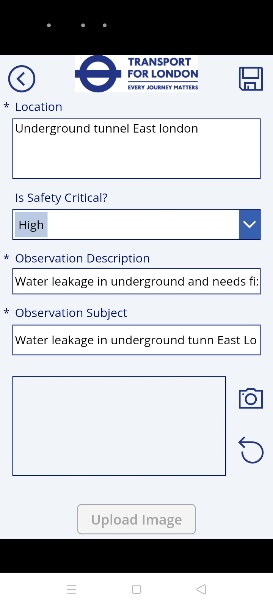 TRANSPORT
FOR LONDON
EVERY JOURNEY MATTERS
* Location
Underground tunnel East london
Is Safety Critical?
High
* Observation Description
Water leakage in underground and needs
* Observation Subject
Water leakage in underground tunn East Lo
Upload Image